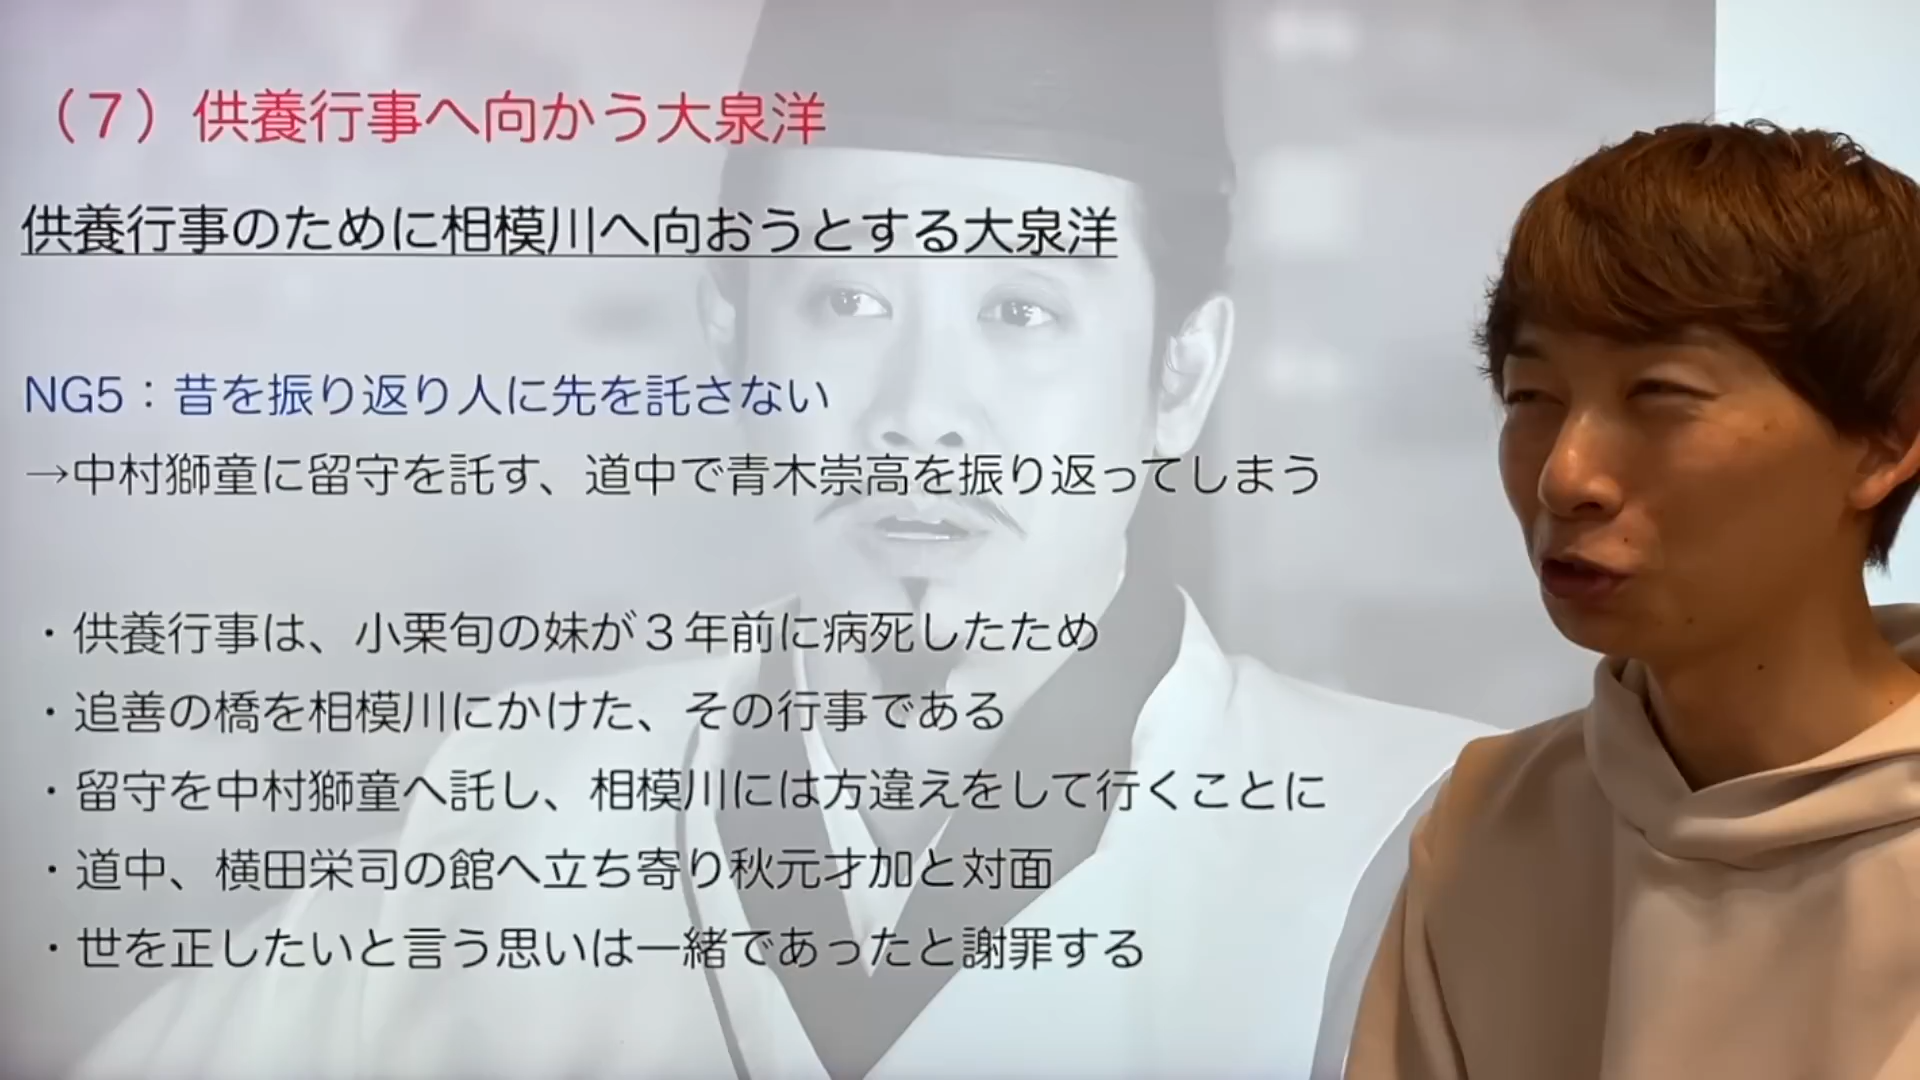 （７）供養行事へ向かう大泉洋
供養行事のために相模川へ向おうとする大泉洋
NG5：昔を振り返り人に先を託さない
→中村獅童に留守を託す、道中で青木崇高を振り返ってしまう
・供養行事は、小栗旬の妹が３年前に病死したため
・追善の橋を相模川にかけた、その行事である
・留守を中村獅童へ託し、相模川には方違えをして行くことに
・道中、横田栄司の館へ立ち寄り秋元才加と対面
・世を正したいと言う思いは一緒であったと謝罪する